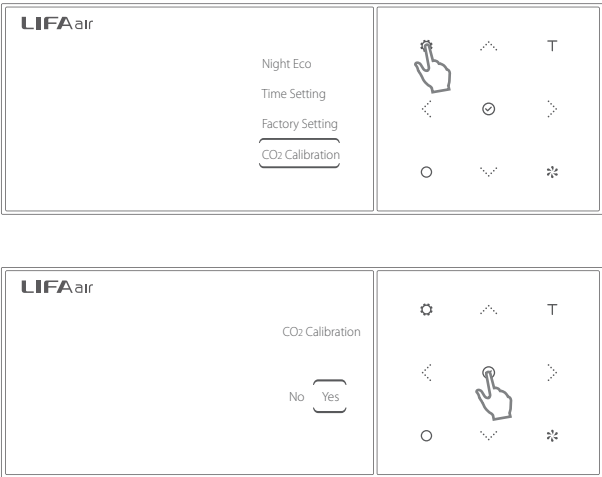 LIFAair
T
Night Eco
Time Setting
Factory Setting
CO2 Calibration
LIFAair
T
CO2 Calibration
No Yes